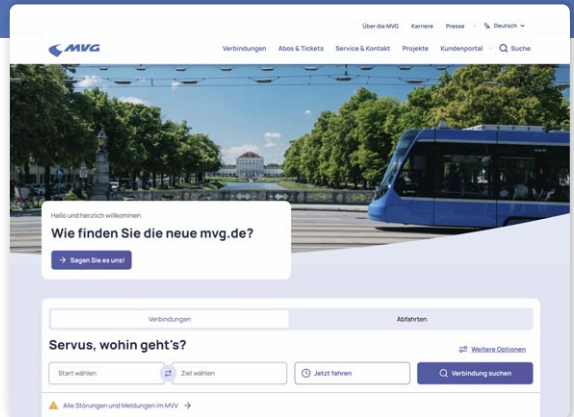 Über die MVG Karriere Presse Deutsch
MVG
Verbindungen Abos & Tickets Service & Kontakt Projekte Kundenportal Suche
Hallo und herzlich willkommen
Wie finden Sie die neue mvg.de?
Sagen Sie es uns!
Verbindungen Abfahrten
Servus, wohin geht's?
Weitere Optionen
Start wählen Ziel wählen Jetzt fahren Verbindung suchen
Alle Störungen und Meldungen im MVV